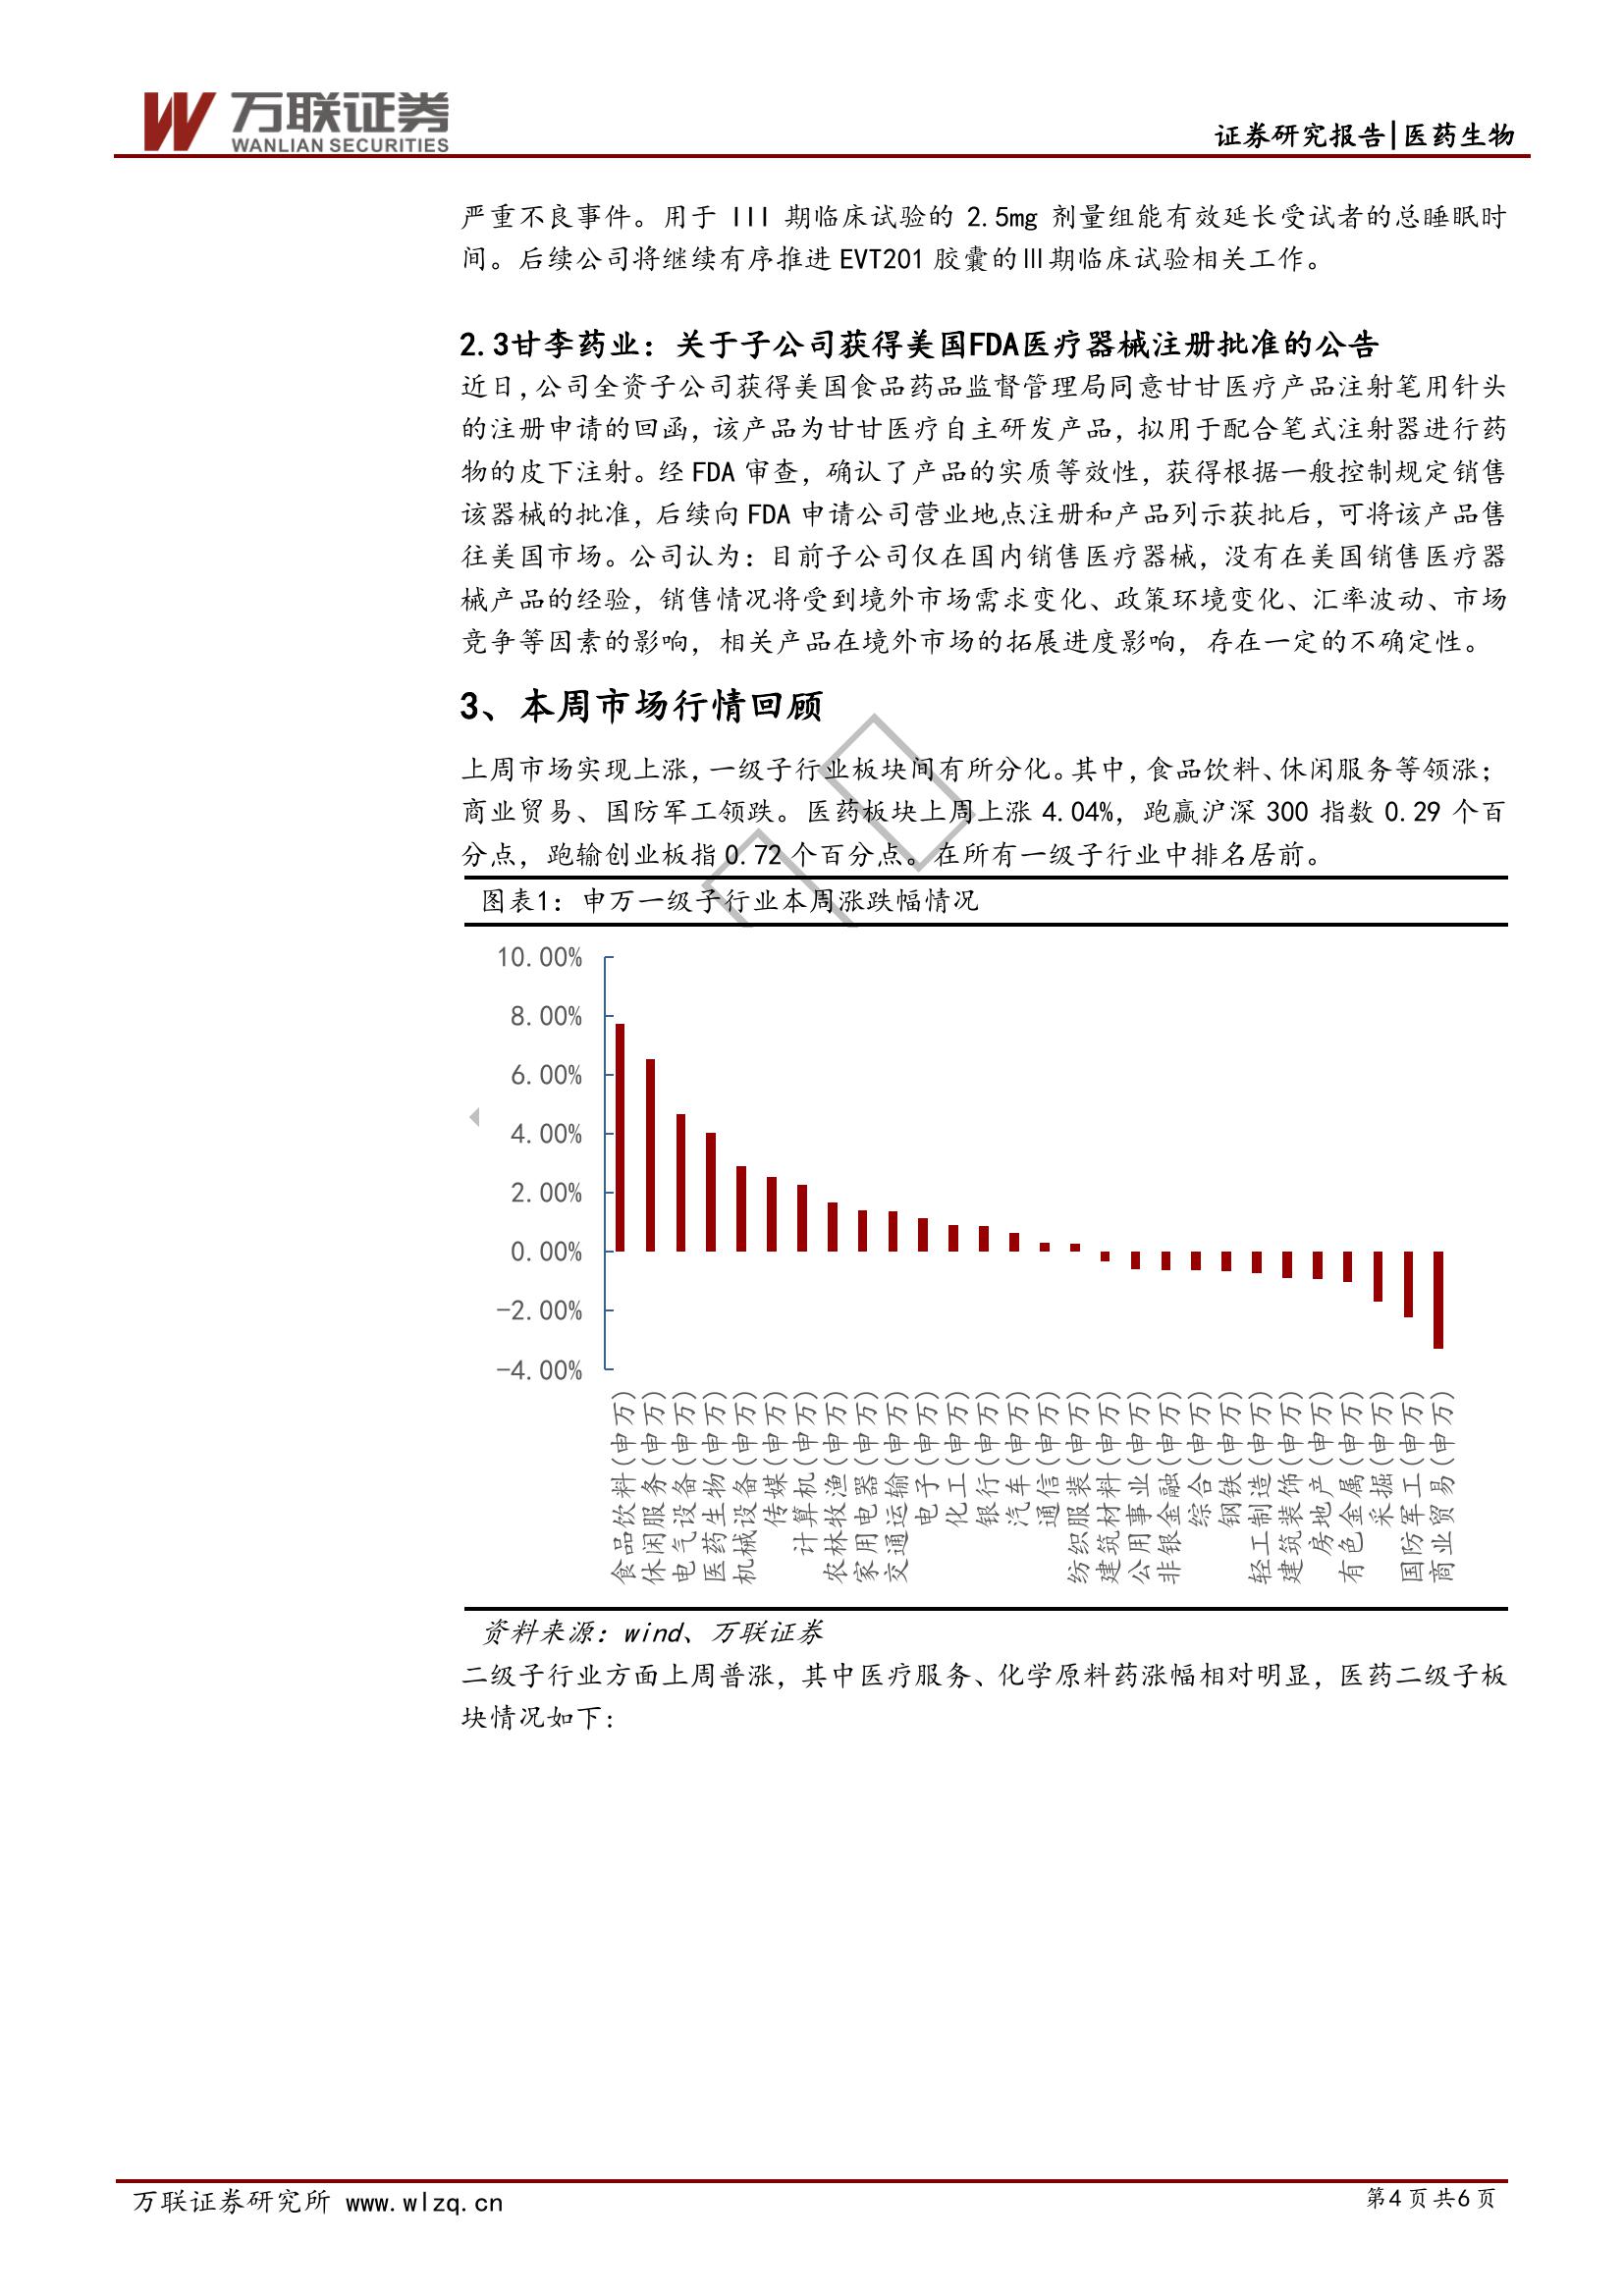 万联证券
WANLIAN SECURITIES
证券研究报告|医药生物
严重不良事件。用于 III 期临床试验的 2.5mg 剂量组能有效延长受试者的总睡眠时
间。后续公司将继续有序推进 EVT201 胶囊的Ⅲ期临床试验相关工作。
2.3甘李药业：关于子公司获得美国FDA医疗器械注册批准的公告
近日，公司全资子公司获得美国食品药品监督管理局同意甘甘医疗产品注射笔用针头
的注册申请的回函，该产品为甘甘医疗自主研发产品，拟用于配合笔式注射器进行药
物的皮下注射。经 FDA 审查，确认了产品的实质等效性，获得根据一般控制规定销售
该器械的批准，后续向 FDA 申请公司营业地点注册和产品列示获批后，可将该产品售
往美国市场。公司认为：目前子公司仅在国内销售医疗器械，没有在美国销售医疗器
械产品的经验，销售情况将受到境外市场需求变化、政策环境变化、汇率波动、市场
竞争等因素的影响，相关产品在境外市场的拓展进度影响，存在一定的不确定性。
3、本周市场行情回顾
上周市场实现上涨，一级子行业板块间有所分化。其中，食品饮料、休闲服务等领涨；
商业贸易、国防军工领跌。医药板块上周上涨 4.04%，跑赢沪深 300 指数 0.29 个百
分点，跑输创业板指 0.72 个百分点。在所有一级子行业中排名居前。
图表1：申万一级子行业本周涨跌幅情况
10.00%
8.00%
6.00%
4.00%
2.00%
0.00%
-2.00%
-4.00%
食品饮料(申万)
休闲服务(申万)
电气设备(申万)
医药生物(申万)
机械设备(申万)
传媒(申万)
计算机(申万)
农林牧渔(申万)
家用电器(申万)
交通运输(申万)
电子(申万)
化工(申万)
银行(申万)
汽车(申万)
通信(申万)
纺织服装(申万)
建筑材料(申万)
公用事业(申万)
非银金融(申万)
综合(申万)
钢铁(申万)
轻工制造(申万)
建筑装饰(申万)
房地产(申万)
有色金属(申万)
采掘(申万)
国防军工(申万)
商业贸易(申万)
资料来源：wind、万联证券
二级子行业方面上周普涨，其中医疗服务、化学原料药涨幅相对明显，医药二级子板
块情况如下：
万联证券研究所 www.wlzq.cn
第4页共6页